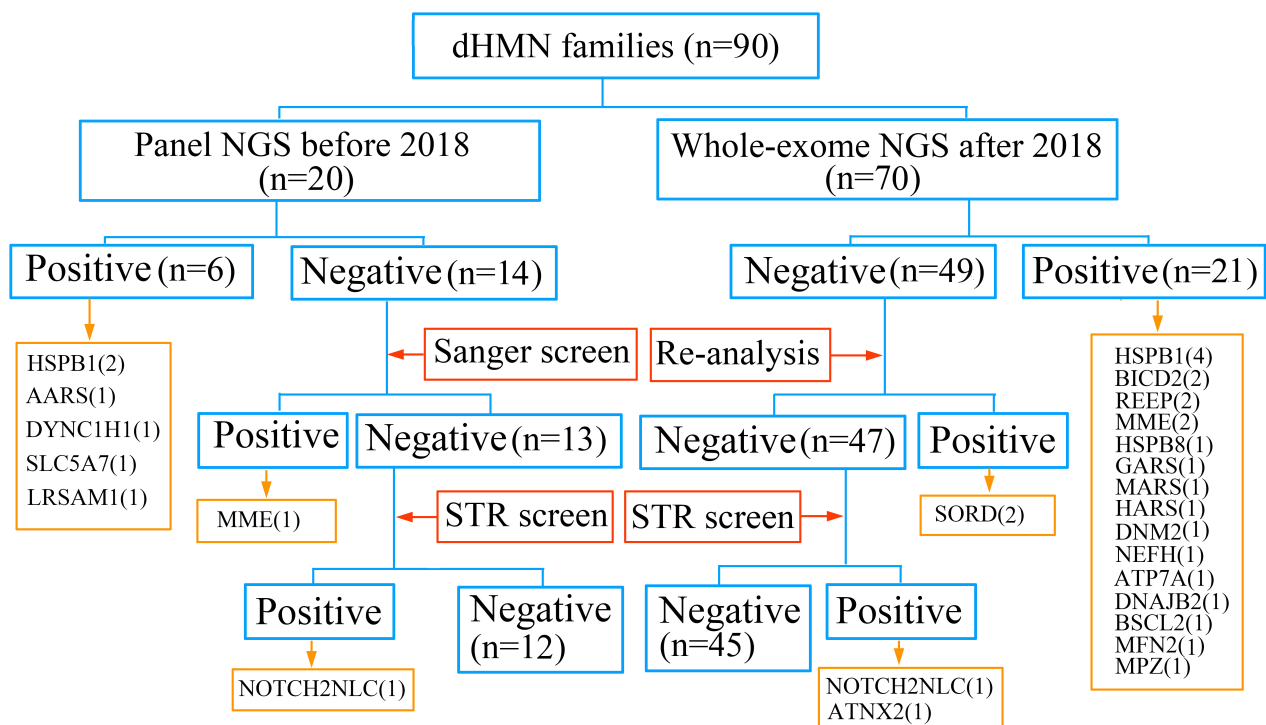 dHMN families (n=90)
Panel NGS before 2018
(n=20)
Whole-exome NGS after 2018
(n=70)
Positive (n=6)
Negative (n=14)
Negative (n=49)
Positive (n=21)
HSPB1(2)
AARS(1)
DYNC1H1(1)
SLC5A7(1)
LRSAM1(1)
Sanger screen
Re-analysis
HSPB1(4)
BICD2(2)
REEP(2)
MME(2)
HSPB8(1)
GARS(1)
MARS(1)
HARS(1)
DNM2(1)
NEFH(1)
ATP7A(1)
DNAJB2(1)
BSCL2(1)
MFN2(1)
MPZ(1)
Positive
Negative (n=13)
Negative (n=47)
Positive
MME(1)
STR screen
STR screen
SORD(2)
Positive
Negative
(n=12)
Negative
(n=45)
Positive
NOTCH2NLC(1)
NOTCH2NLC(1)
ATNX2(1)